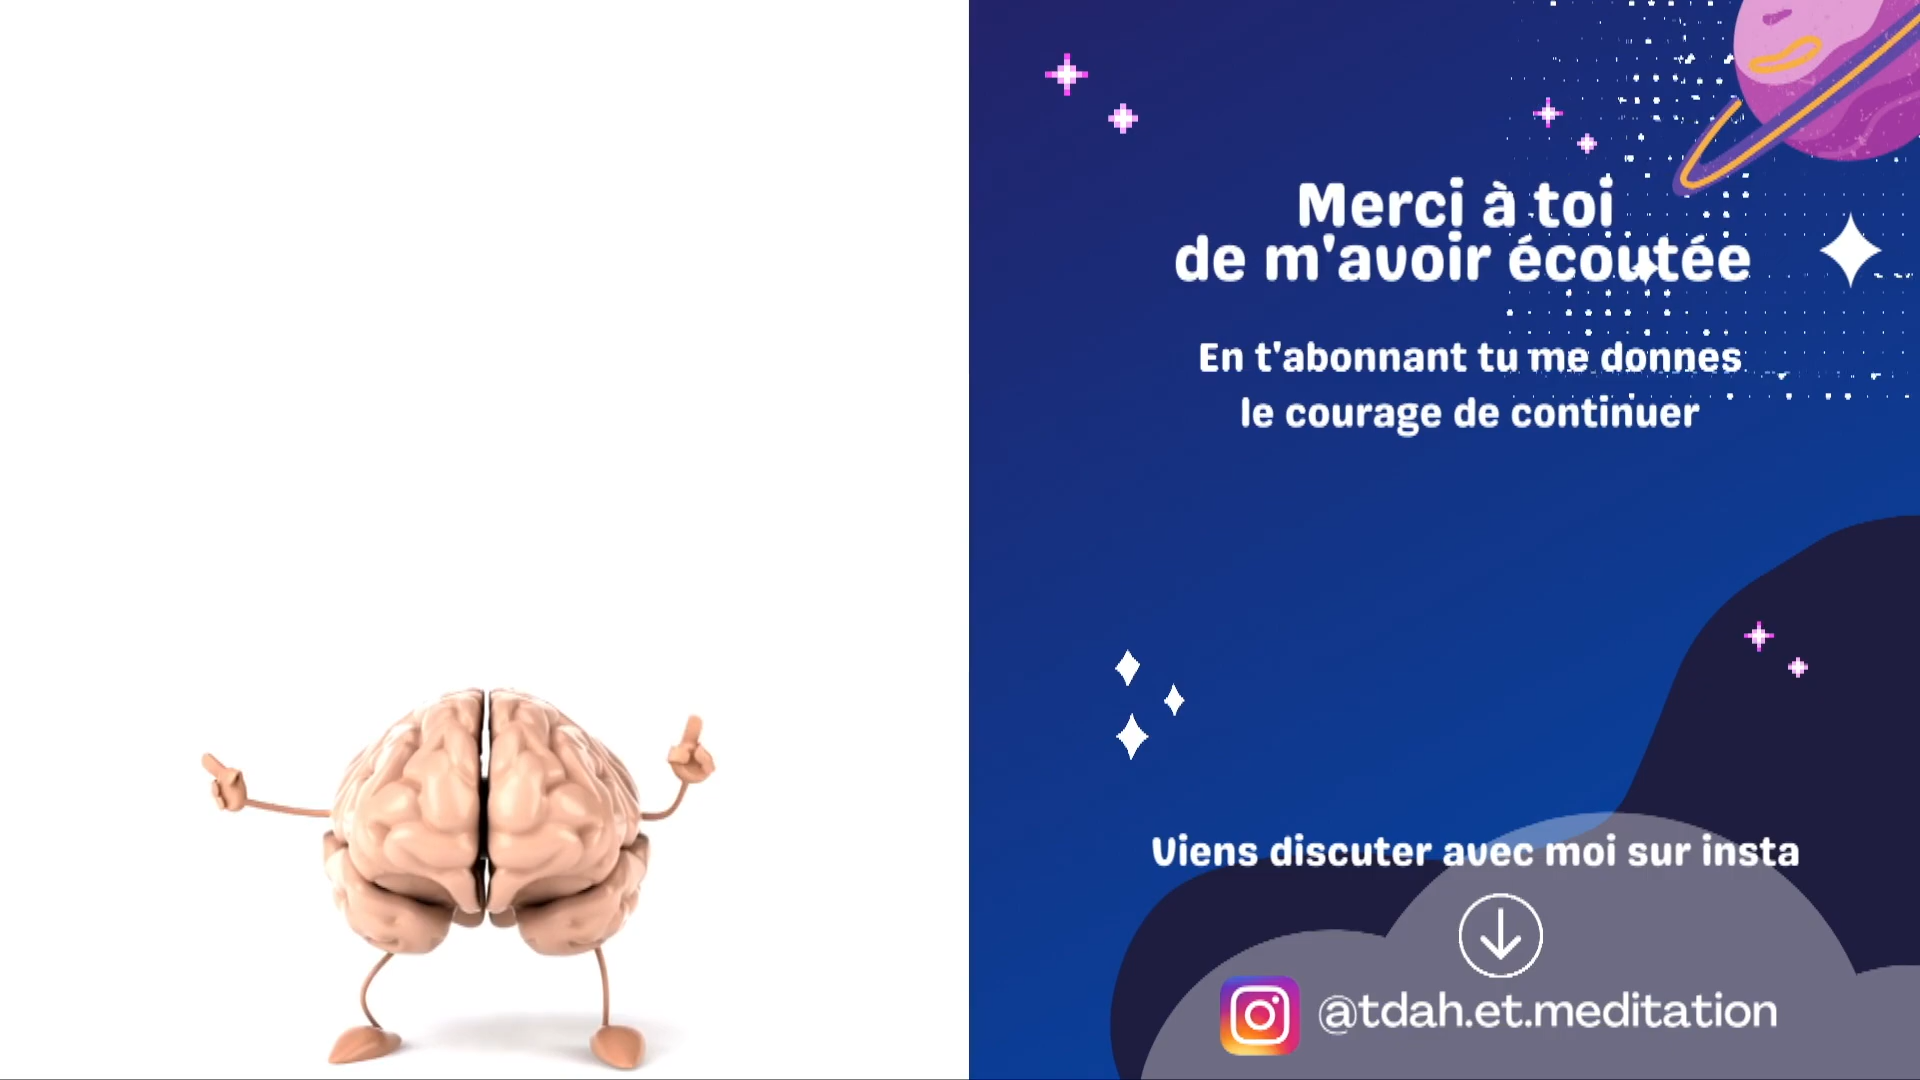 Merci à toi
de m'avoir écoutée
En t'abonnant tu me donnes
le courage de continuer
Viens discuter avec moi sur insta
@tdah.et.meditation